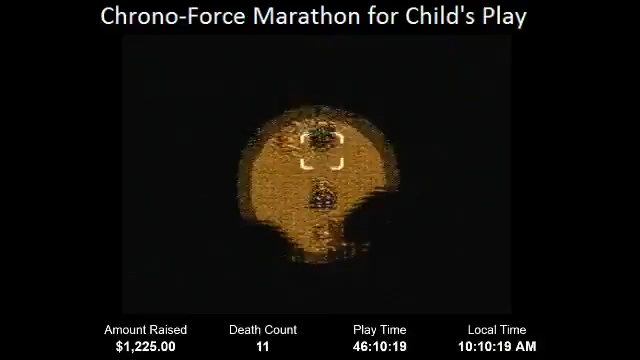 Chrono-Force Marathon for Child's Play
Amount Raised Death Count Play Time Local Time
$1,225.00 11 46:10:19 10:10:19 AM